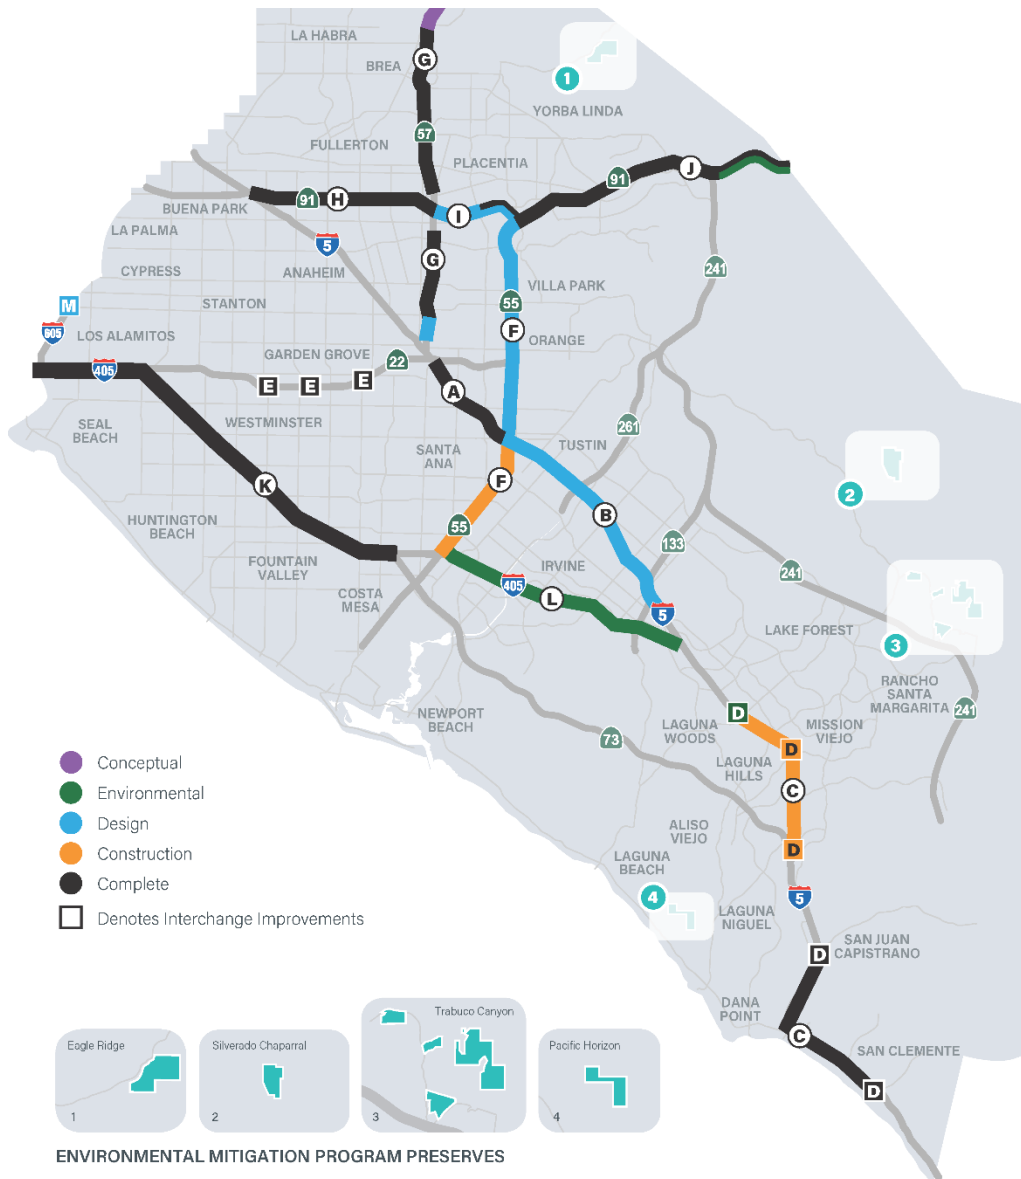 LA HABRA
G
BREA
1
YORBA LINDA
57
FULLERTON
PLACENTIA
J
91
91
H
I
BUENA PARK
LA PALMA
5
G
241
CYPRESS
ANAHEIM
VILLA PARK
STANTON
55
M
F
605
LOS ALAMITOS
ORANGE
GARDEN GROVE
22
405
E
E
E
A
SEAL
BEACH
WESTMINSTER
261
TUSTIN
SANTA
ANA
K
F
2
B
HUNTINGTON
BEACH
55
133
FOUNTAIN
VALLEY
IRVINE
241
405
COSTA
MESA
L
5
LAKE FOREST
3
RANCHO
SANTA
MARGARITA
241
NEWPORT
BEACH
D
LAGUNA
WOODS
MISSION
VIEJO
73
D
LAGUNA
HILLS
C
Conceptual
Environmental
Design
Construction
Complete
Denotes Interchange Improvements
ALISO
VIEJO
D
LAGUNA
BEACH
4
5
LAGUNA
NIGUEL
SAN JUAN
CAPISTRANO
D
DANA
POINT
C
SAN CLEMENTE
D
Eagle Ridge
1
Silverado Chaparral
2
Trabuco Canyon
3
Pacific Horizon
4
ENVIRONMENTAL MITIGATION PROGRAM PRESERVES